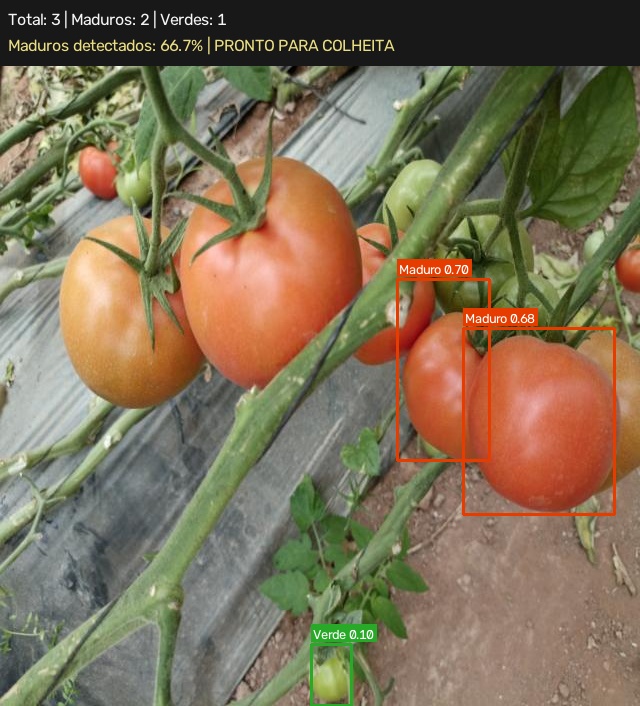 Total: 3 | Maduros: 2 | Verdes: 1
Maduros detectados: 66.7% | PRONTO PARA COLHEITA
Maduro 0.70
Maduro 0.68
Verde 0.10